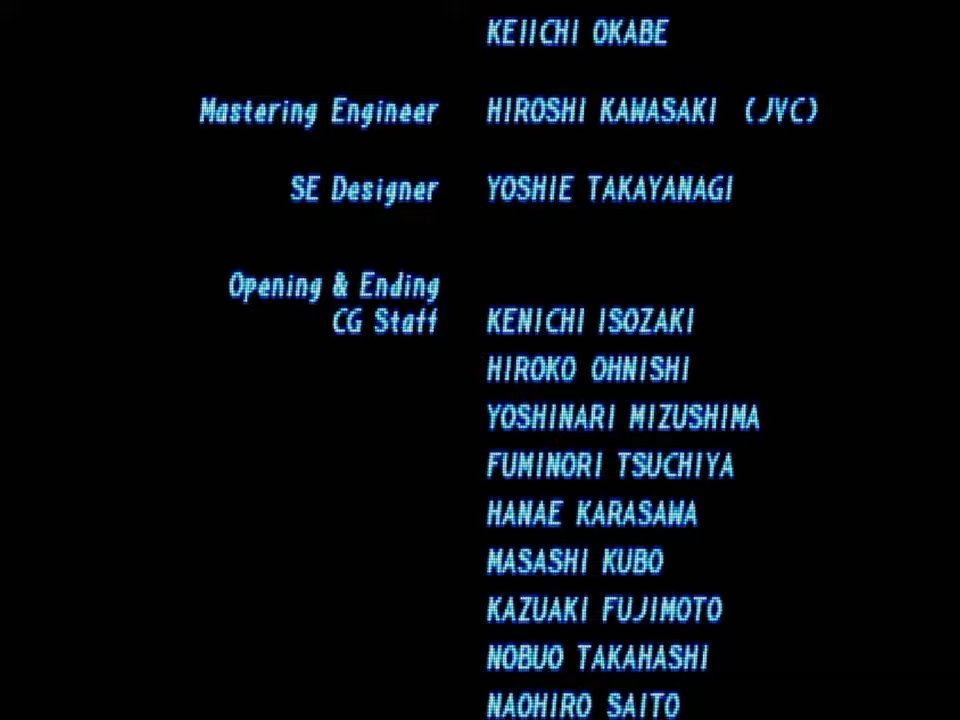 KEIICHI OKABE
Mastering Engineer HIROSHI KAWASAKI (JVC)
SE Designer YOSHIE TAKAYANAGI
Opening & Ending
CG Staff KENICHI ISOZAKI
HIROKO OHNISHI
YOSHINARI MIZUSHIMA
FUMINORI TSUCHIYA
HANAE KARASAWA
MASASHI KUBO
KAZUAKI FUJIMOTO
NOBUO TAKAHASHI
NAOHIRO SAITO